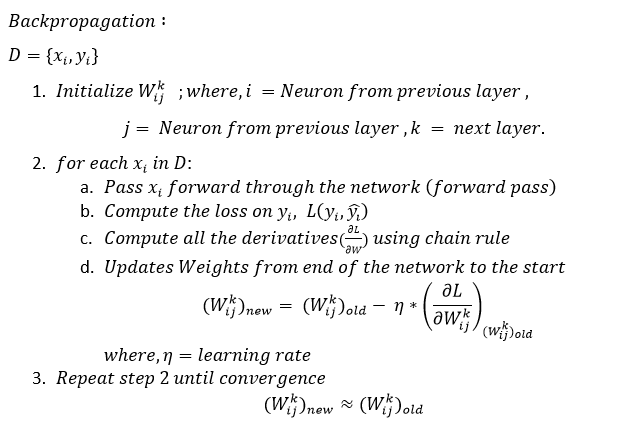 Backpropagation :
D = {xᵢ, yᵢ}
1. Initialize Wᵢⱼᵏ ; where, i = Neuron from previous layer ,
j = Neuron from previous layer , k = next layer.
2. for each xᵢ in D:
a. Pass xᵢ forward through the network (forward pass)
b. Compute the loss on yᵢ, L(yᵢ, ŷᵢ)
c. Compute all the derivatives(∂L/∂W) using chain rule
d. Updates Weights from end of the network to the start
(Wᵢⱼᵏ)new = (Wᵢⱼᵏ)old − η * (∂L/∂Wᵢⱼᵏ)(Wᵢⱼᵏ)old
where, η = learning rate
3. Repeat step 2 until convergence
(Wᵢⱼᵏ)new ≈ (Wᵢⱼᵏ)old